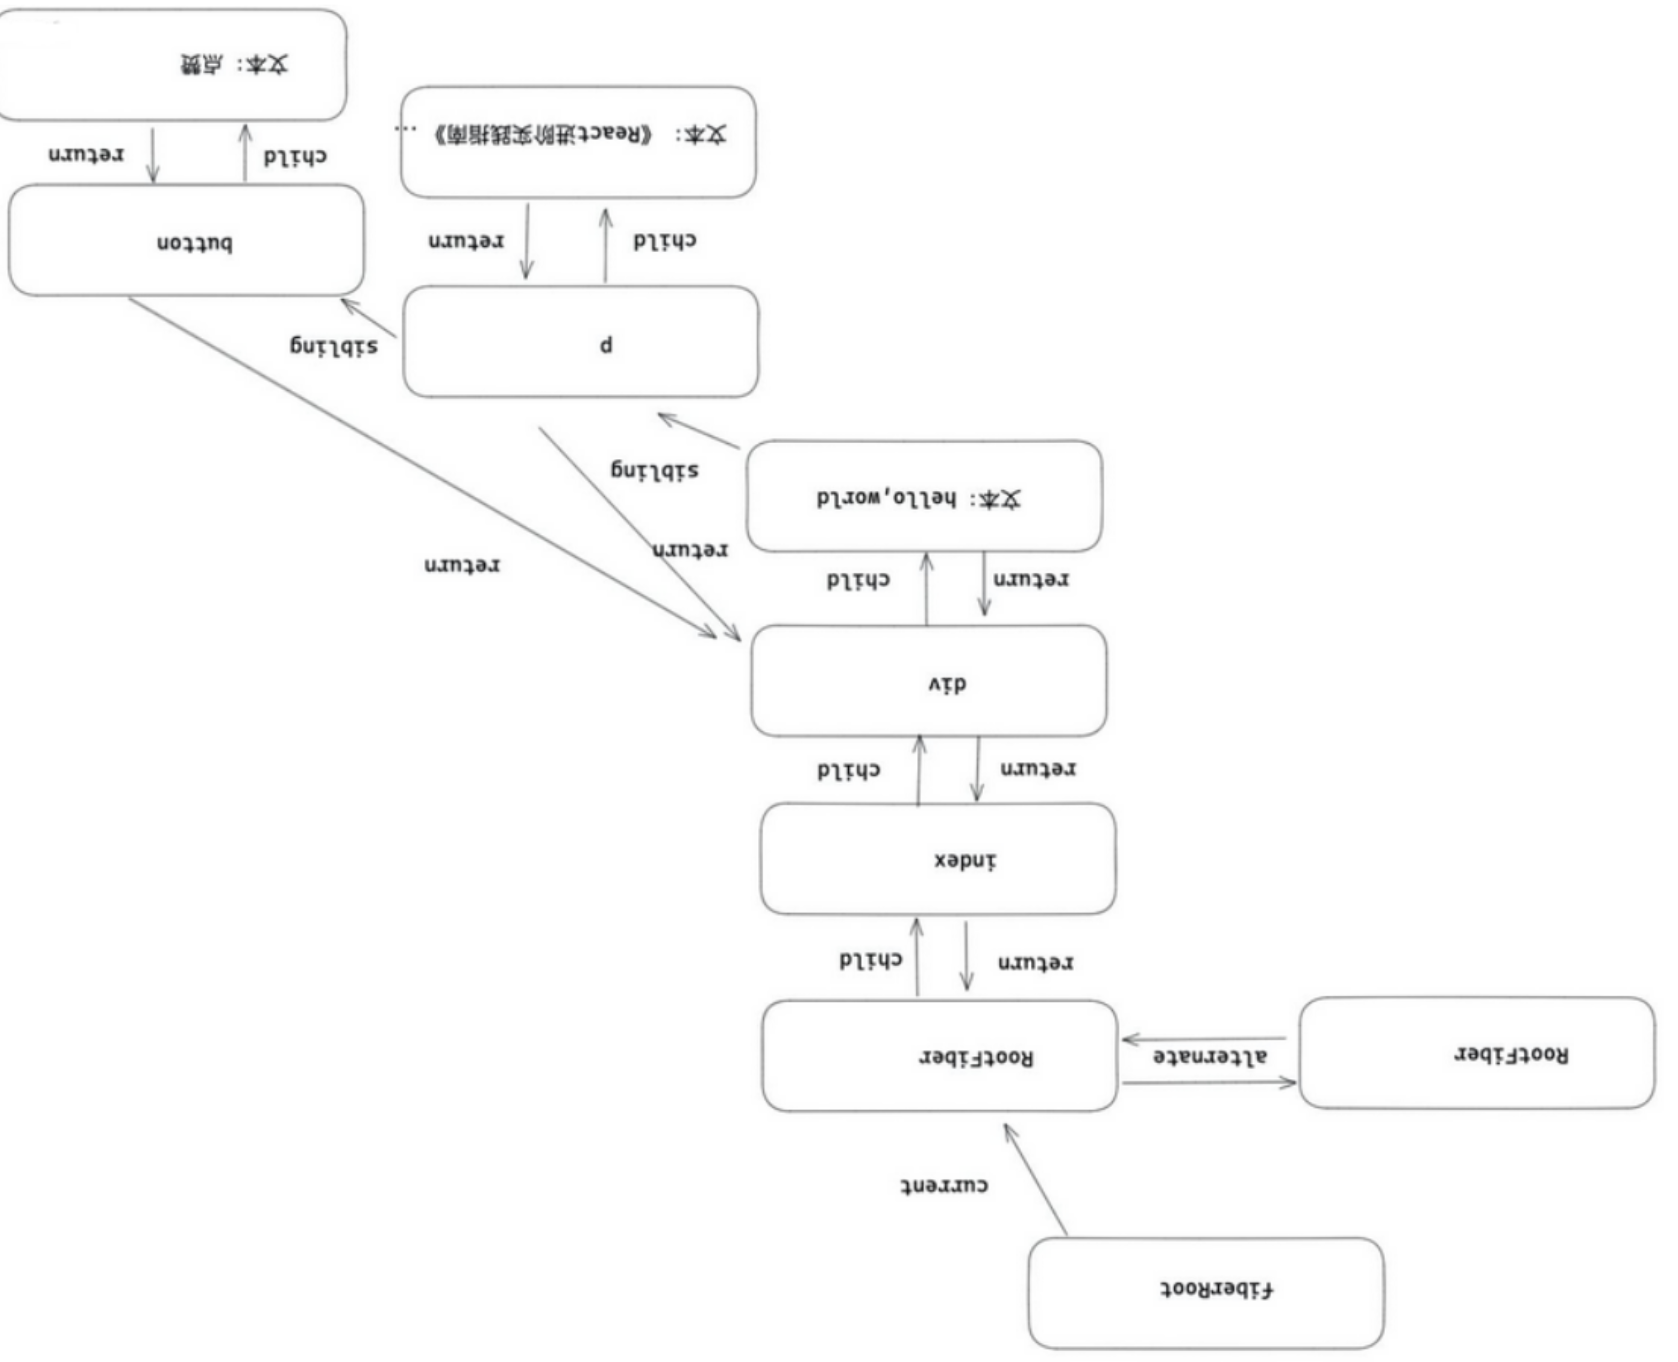 fiberRoot
current
RootFiber
alternate
RootFiber
return
child
index
return
child
div
return
child
return
return
文本: hello,world
sibling
p
sibling
return
child
button
文本: 《React进阶实践指南》 ...
child
return
文本: 点赞